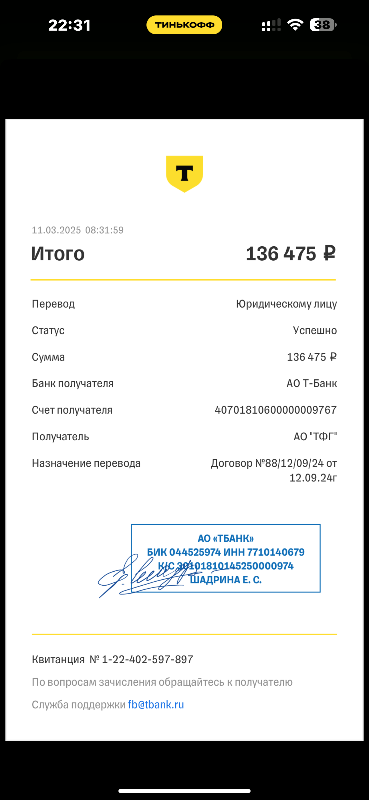 22:31
ТИНЬКОФФ
38
11.03.2025 08:31:59
Итого 136 475 ₽
Перевод Юридическому лицу
Статус Успешно
Сумма 136 475 ₽
Банк получателя АО Т-Банк
Счет получателя 40701810600000009767
Получатель АО "ТФГ"
Назначение перевода Договор №88/12/09/24 от
12.09.24г
АО «ТБАНК»
БИК 044525974 ИНН 7710140679
К/С 30101810145250000974
ШАДРИНА Е. С.
Квитанция № 1-22-402-597-897
По вопросам зачисления обращайтесь к получателю
Служба поддержки fb@tbank.ru